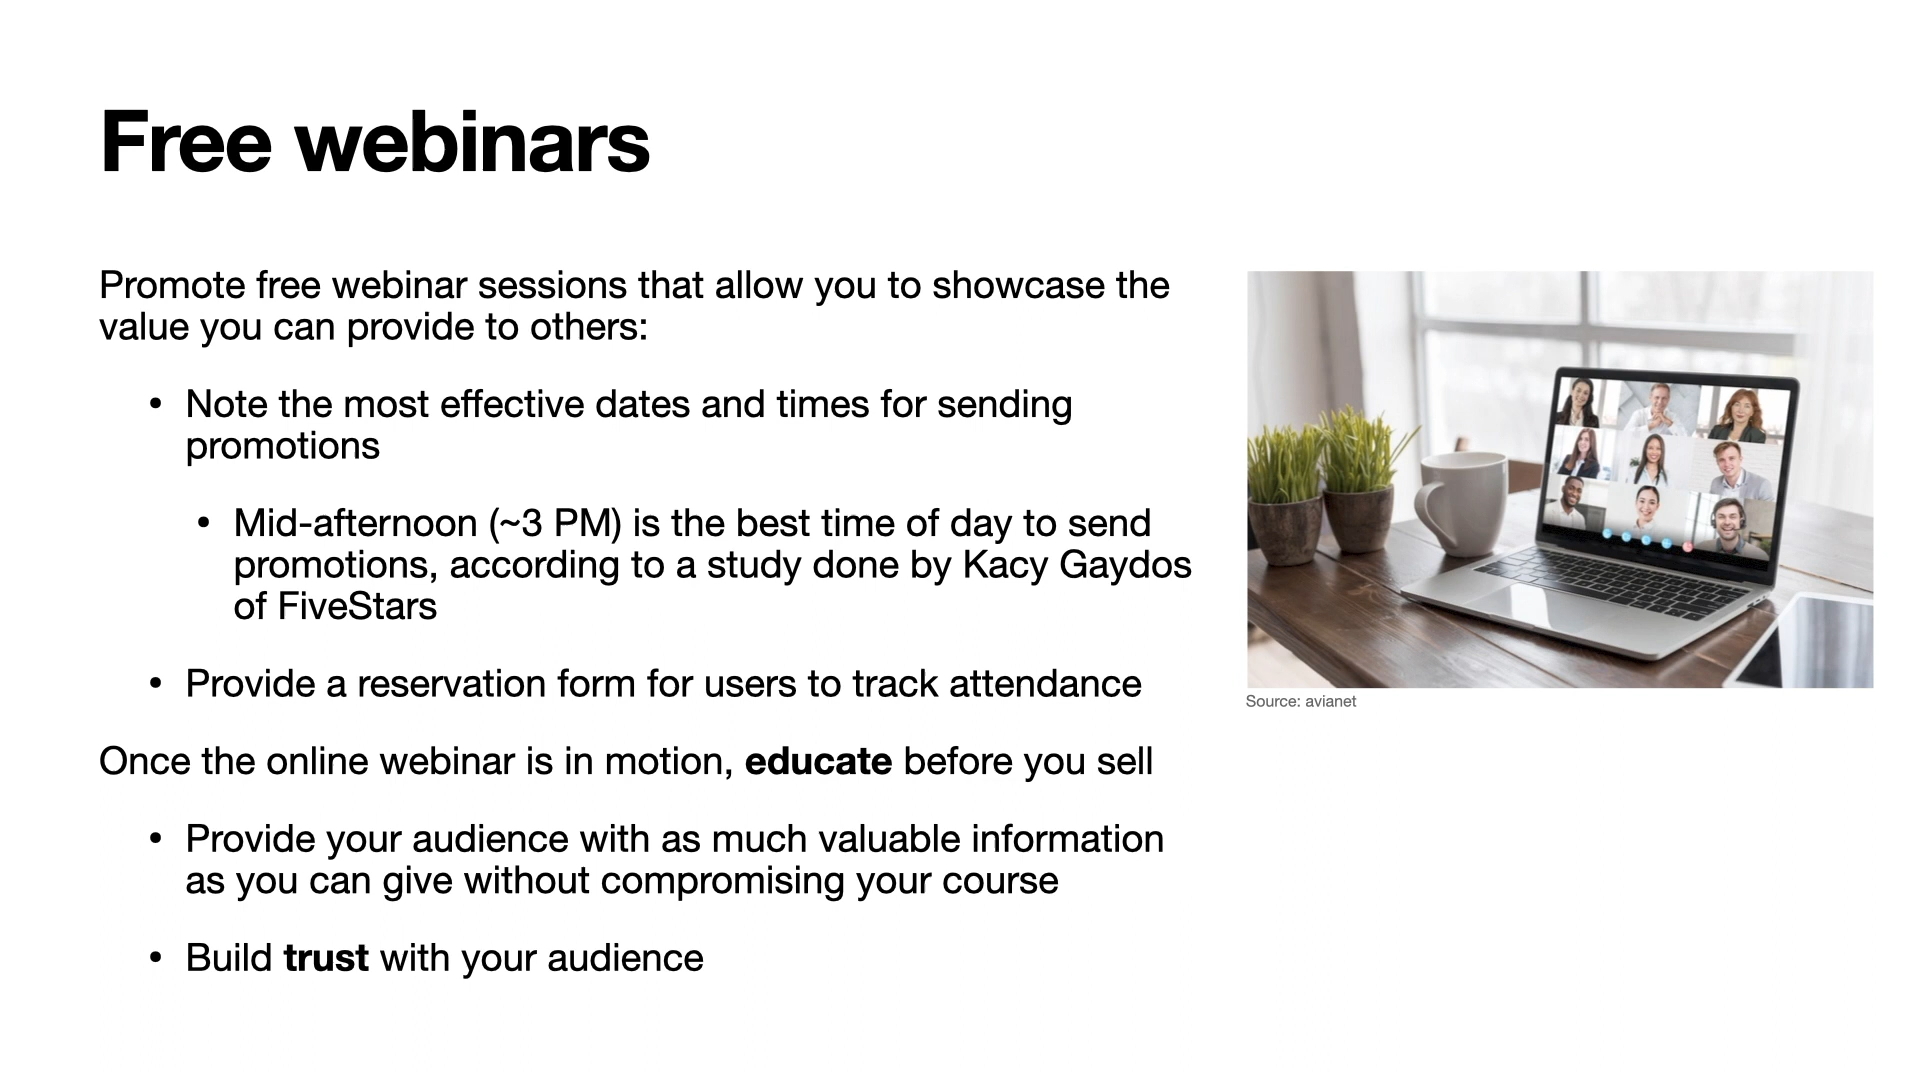 Free webinars
Promote free webinar sessions that allow you to showcase the
value you can provide to others:
• Note the most effective dates and times for sending
promotions
• Mid-afternoon (~3 PM) is the best time of day to send
promotions, according to a study done by Kacy Gaydos
of FiveStars
• Provide a reservation form for users to track attendance
Once the online webinar is in motion, educate before you sell
• Provide your audience with as much valuable information
as you can give without compromising your course
• Build trust with your audience
Source: avianet